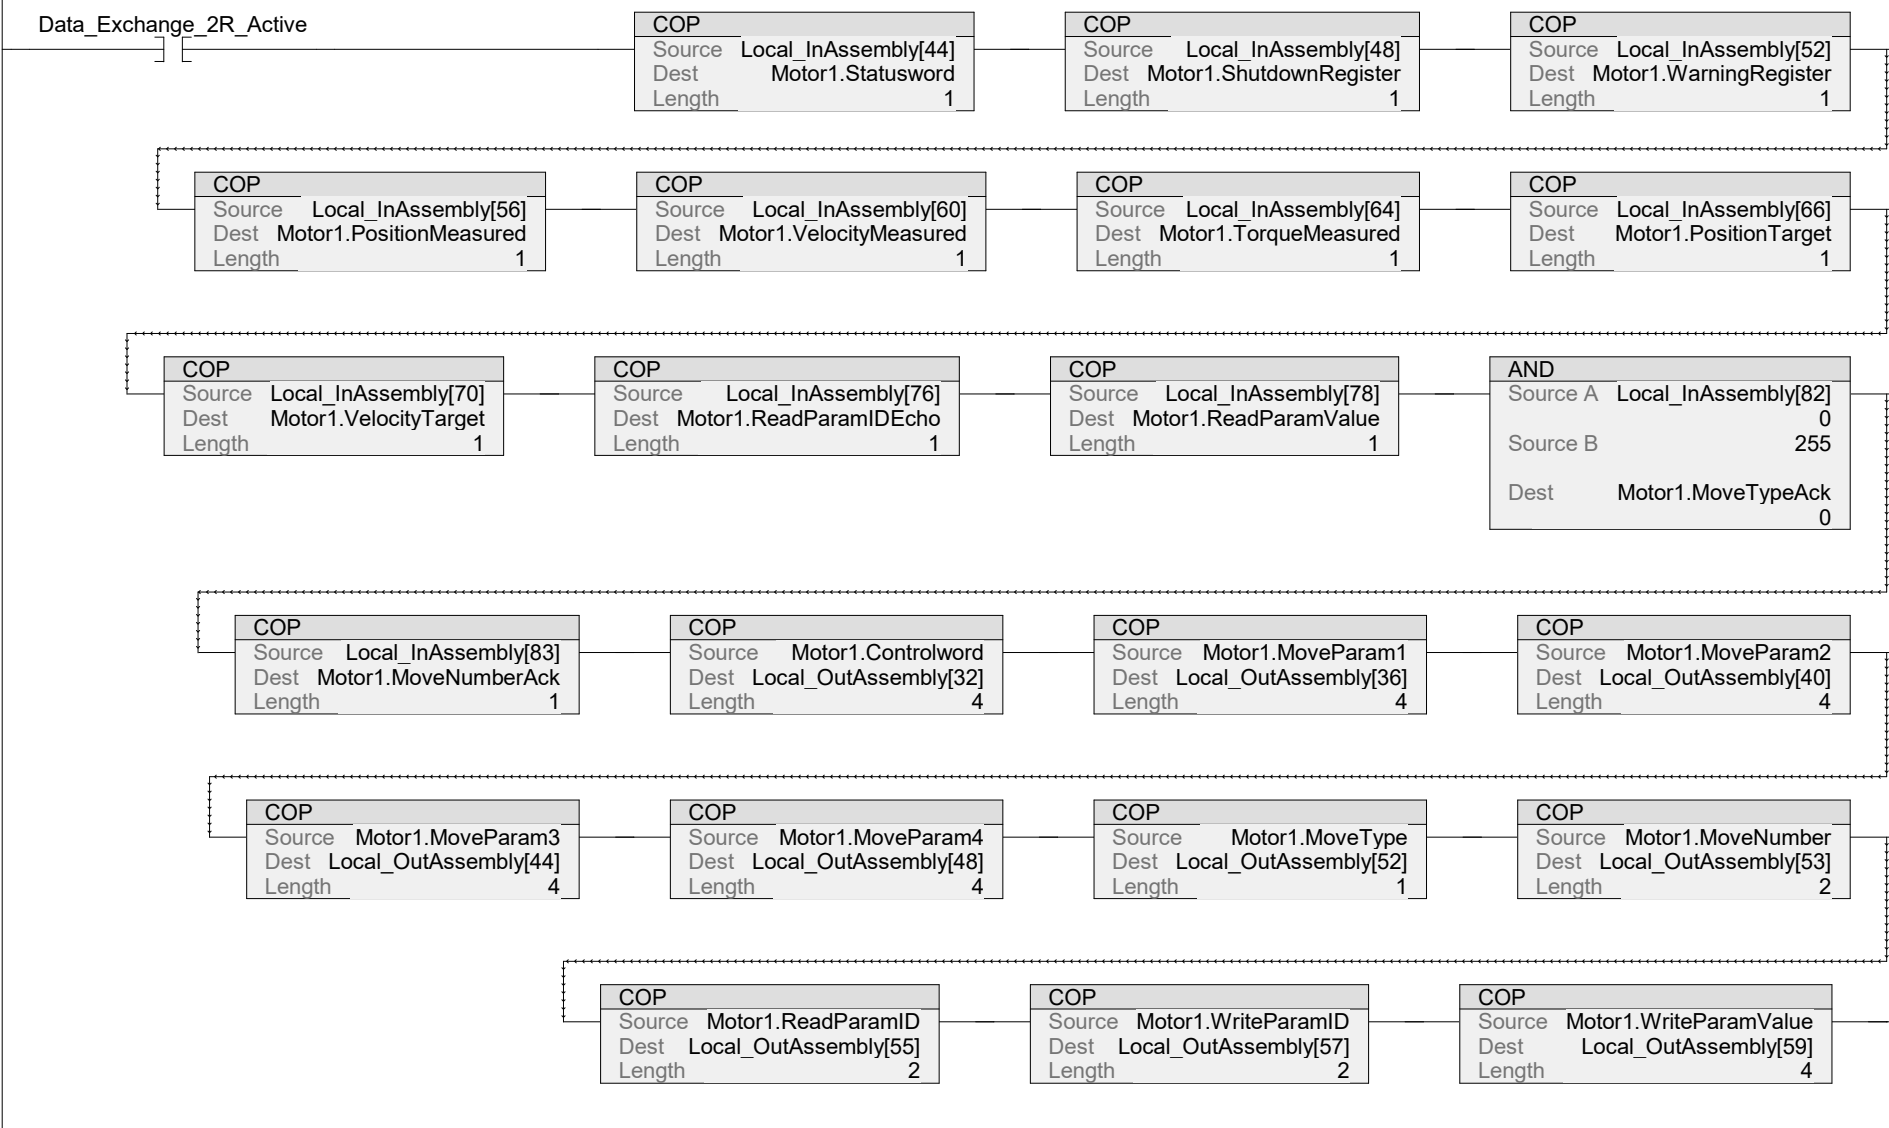 Data_Exchange_2R_Active
COP
Source Local_InAssembly[44]
Dest Motor1.Statusword
Length 1
COP
Source Local_InAssembly[48]
Dest Motor1.ShutdownRegister
Length 1
COP
Source Local_InAssembly[52]
Dest Motor1.WarningRegister
Length 1
COP
Source Local_InAssembly[56]
Dest Motor1.PositionMeasured
Length 1
COP
Source Local_InAssembly[60]
Dest Motor1.VelocityMeasured
Length 1
COP
Source Local_InAssembly[64]
Dest Motor1.TorqueMeasured
Length 1
COP
Source Local_InAssembly[66]
Dest Motor1.PositionTarget
Length 1
COP
Source Local_InAssembly[70]
Dest Motor1.VelocityTarget
Length 1
COP
Source Local_InAssembly[76]
Dest Motor1.ReadParamIDEcho
Length 1
COP
Source Local_InAssembly[78]
Dest Motor1.ReadParamValue
Length 1
AND
Source A Local_InAssembly[82]
0
Source B 255
Dest Motor1.MoveTypeAck
0
COP
Source Local_InAssembly[83]
Dest Motor1.MoveNumberAck
Length 1
COP
Source Motor1.Controlword
Dest Local_OutAssembly[32]
Length 4
COP
Source Motor1.MoveParam1
Dest Local_OutAssembly[36]
Length 4
COP
Source Motor1.MoveParam2
Dest Local_OutAssembly[40]
Length 4
COP
Source Motor1.MoveParam3
Dest Local_OutAssembly[44]
Length 4
COP
Source Motor1.MoveParam4
Dest Local_OutAssembly[48]
Length 4
COP
Source Motor1.MoveType
Dest Local_OutAssembly[52]
Length 1
COP
Source Motor1.MoveNumber
Dest Local_OutAssembly[53]
Length 2
COP
Source Motor1.ReadParamID
Dest Local_OutAssembly[55]
Length 2
COP
Source Motor1.WriteParamID
Dest Local_OutAssembly[57]
Length 2
COP
Source Motor1.WriteParamValue
Dest Local_OutAssembly[59]
Length 4